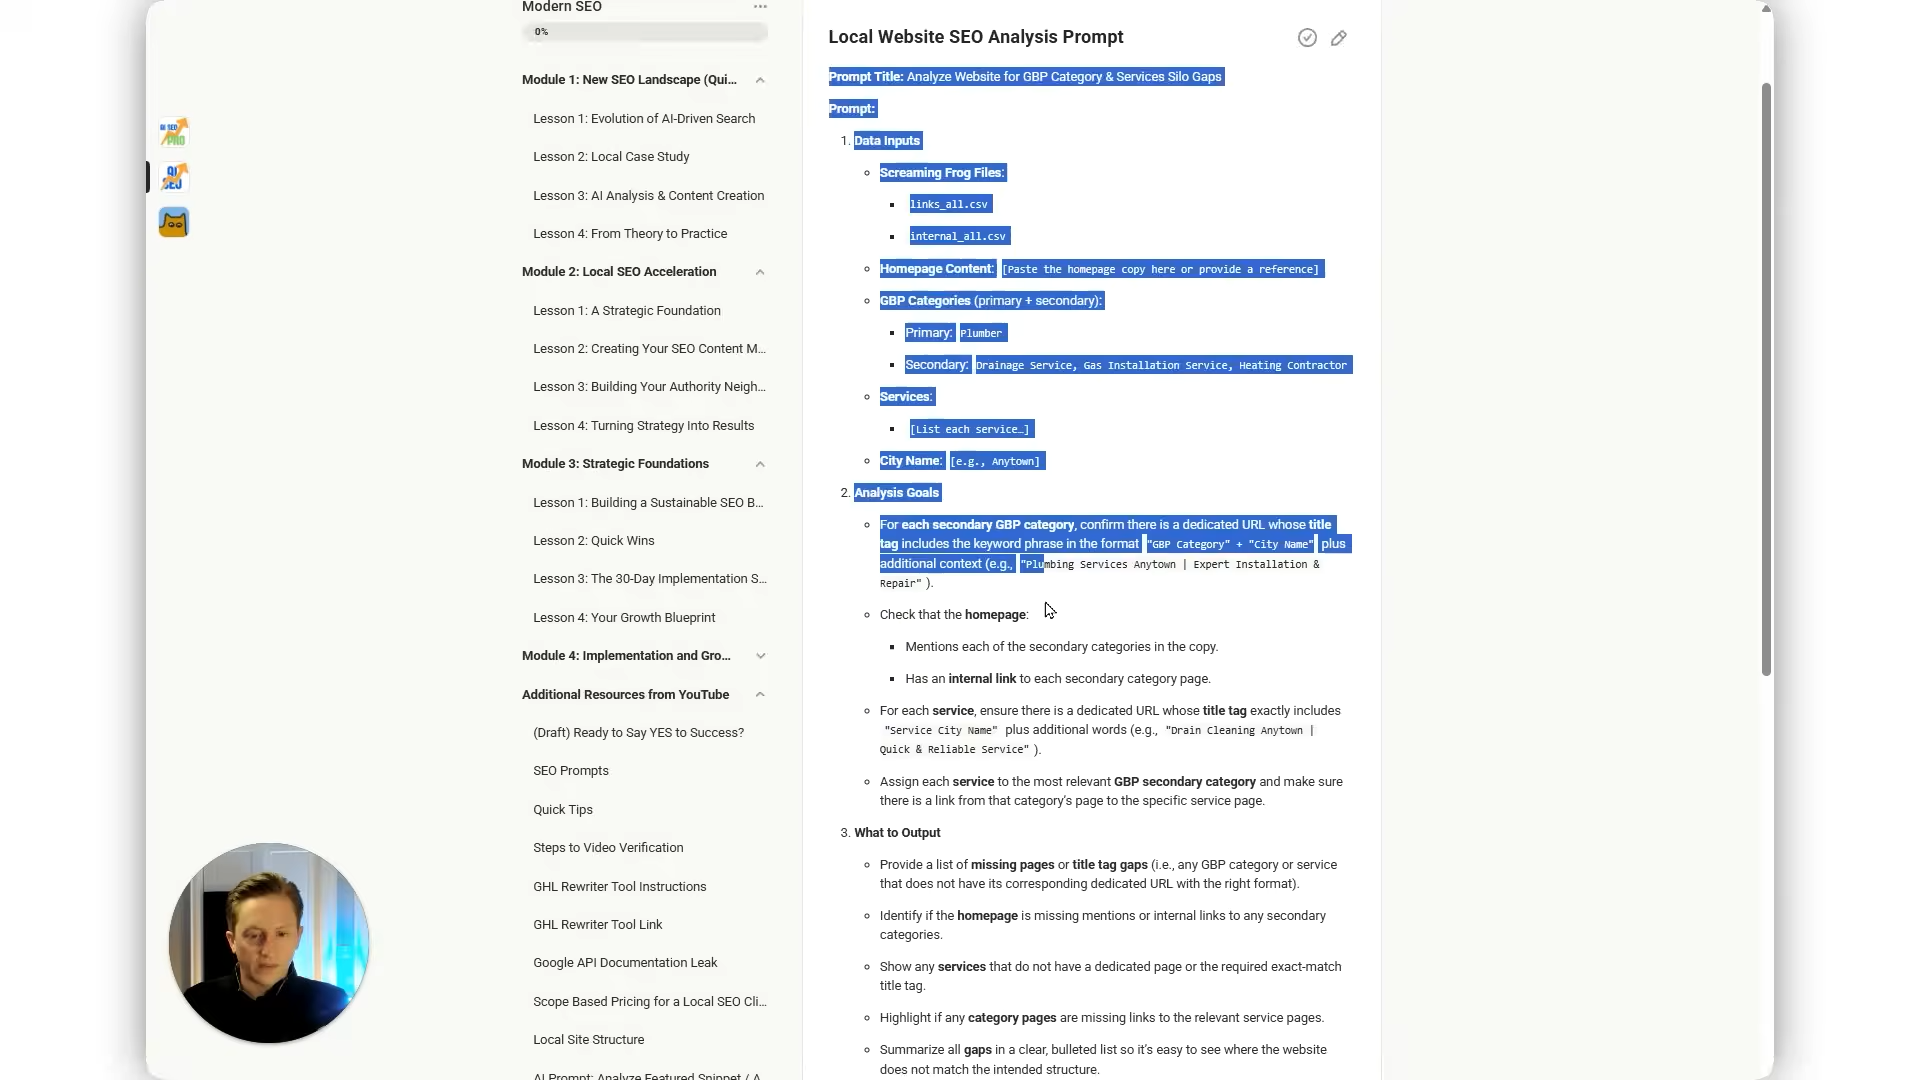 Modern SEO
0%
Module 1: New SEO Landscape (Qui...
Lesson 1: Evolution of AI-Driven Search
Lesson 2: Local Case Study
Lesson 3: AI Analysis & Content Creation
Lesson 4: From Theory to Practice
Module 2: Local SEO Acceleration
Lesson 1: A Strategic Foundation
Lesson 2: Creating Your SEO Content M...
Lesson 3: Building Your Authority Neigh...
Lesson 4: Turning Strategy Into Results
Module 3: Strategic Foundations
Lesson 1: Building a Sustainable SEO B...
Lesson 2: Quick Wins
Lesson 3: The 30-Day Implementation S...
Lesson 4: Your Growth Blueprint
Module 4: Implementation and Gro...
Additional Resources from YouTube
(Draft) Ready to Say YES to Success?
SEO Prompts
Quick Tips
Steps to Video Verification
GHL Rewriter Tool Instructions
GHL Rewriter Tool Link
Google API Documentation Leak
Scope Based Pricing for a Local SEO Cli...
Local Site Structure
AI Prompt: Analyze Featured Snippet / A...
AI SEO
PRO
AI
SEO
Local Website SEO Analysis Prompt
Prompt Title: Analyze Website for GBP Category & Services Silo Gaps
Prompt:
1. Data Inputs
Screaming Frog Files:
links_all.csv
internal_all.csv
Homepage Content: [Paste the homepage copy here or provide a reference]
GBP Categories (primary + secondary):
Primary: Plumber
Secondary: Drainage Service, Gas Installation Service, Heating Contractor
Services:
[List each service…]
City Name: [e.g., Anytown]
2. Analysis Goals
For each secondary GBP category, confirm there is a dedicated URL whose title
tag includes the keyword phrase in the format "GBP Category" + "City Name" plus
additional context (e.g., "Plumbing Services Anytown | Expert Installation &
Repair" ).
Check that the homepage:
Mentions each of the secondary categories in the copy.
Has an internal link to each secondary category page.
For each service, ensure there is a dedicated URL whose title tag exactly includes
"Service City Name" plus additional words (e.g., "Drain Cleaning Anytown |
Quick & Reliable Service" ).
Assign each service to the most relevant GBP secondary category and make sure
there is a link from that category's page to the specific service page.
3. What to Output
Provide a list of missing pages or title tag gaps (i.e., any GBP category or service
that does not have its corresponding dedicated URL with the right format).
Identify if the homepage is missing mentions or internal links to any secondary
categories.
Show any services that do not have a dedicated page or the required exact-match
title tag.
Highlight if any category pages are missing links to the relevant service pages.
Summarize all gaps in a clear, bulleted list so it's easy to see where the website
does not match the intended structure.